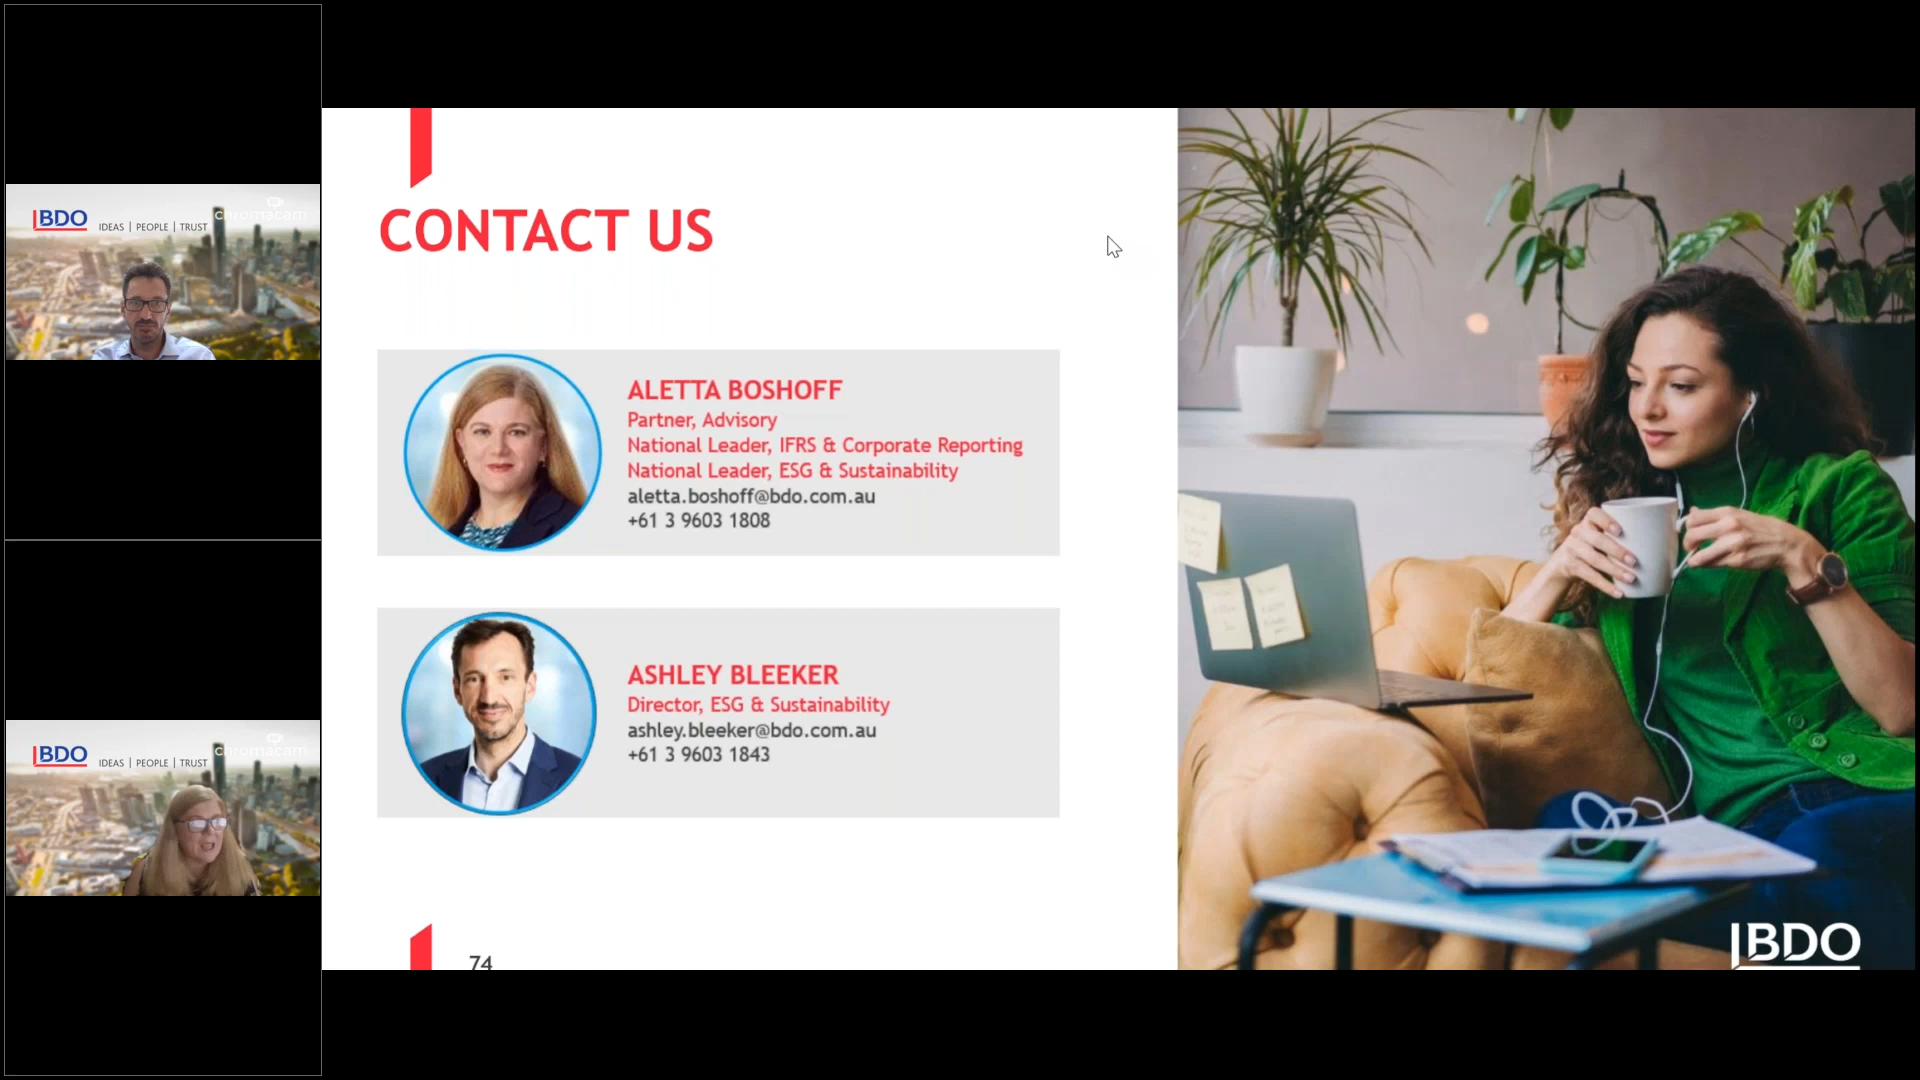 BDO
IDEAS | PEOPLE | TRUST
chromacam
BDO
IDEAS | PEOPLE | TRUST
chromacam
CONTACT US
ALETTA BOSHOFF
Partner, Advisory
National Leader, IFRS & Corporate Reporting
National Leader, ESG & Sustainability
aletta.boshoff@bdo.com.au
+61 3 9603 1808
ASHLEY BLEEKER
Director, ESG & Sustainability
ashley.bleeker@bdo.com.au
+61 3 9603 1843
74
BDO